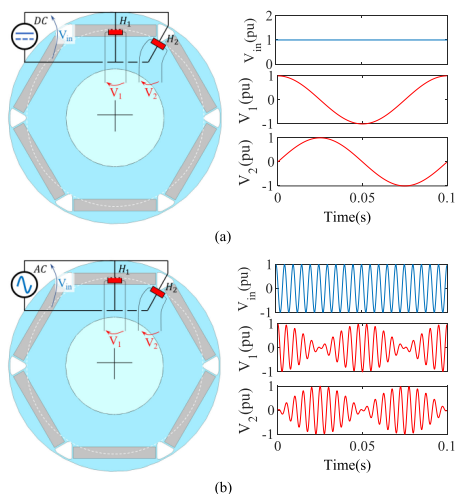 DC
V_in
H_1
H_2
V_1
V_2
V_in(pu)
2
1
0
V_1(pu)
1
0
-1
V_2(pu)
1
0
-1
0
0.05
0.1
Time(s)
(a)
AC
V_in
H_1
H_2
V_1
V_2
V_in(pu)
1
0
-1
V_1(pu)
1
0
-1
V_2(pu)
1
0
-1
0
0.05
0.1
Time(s)
(b)